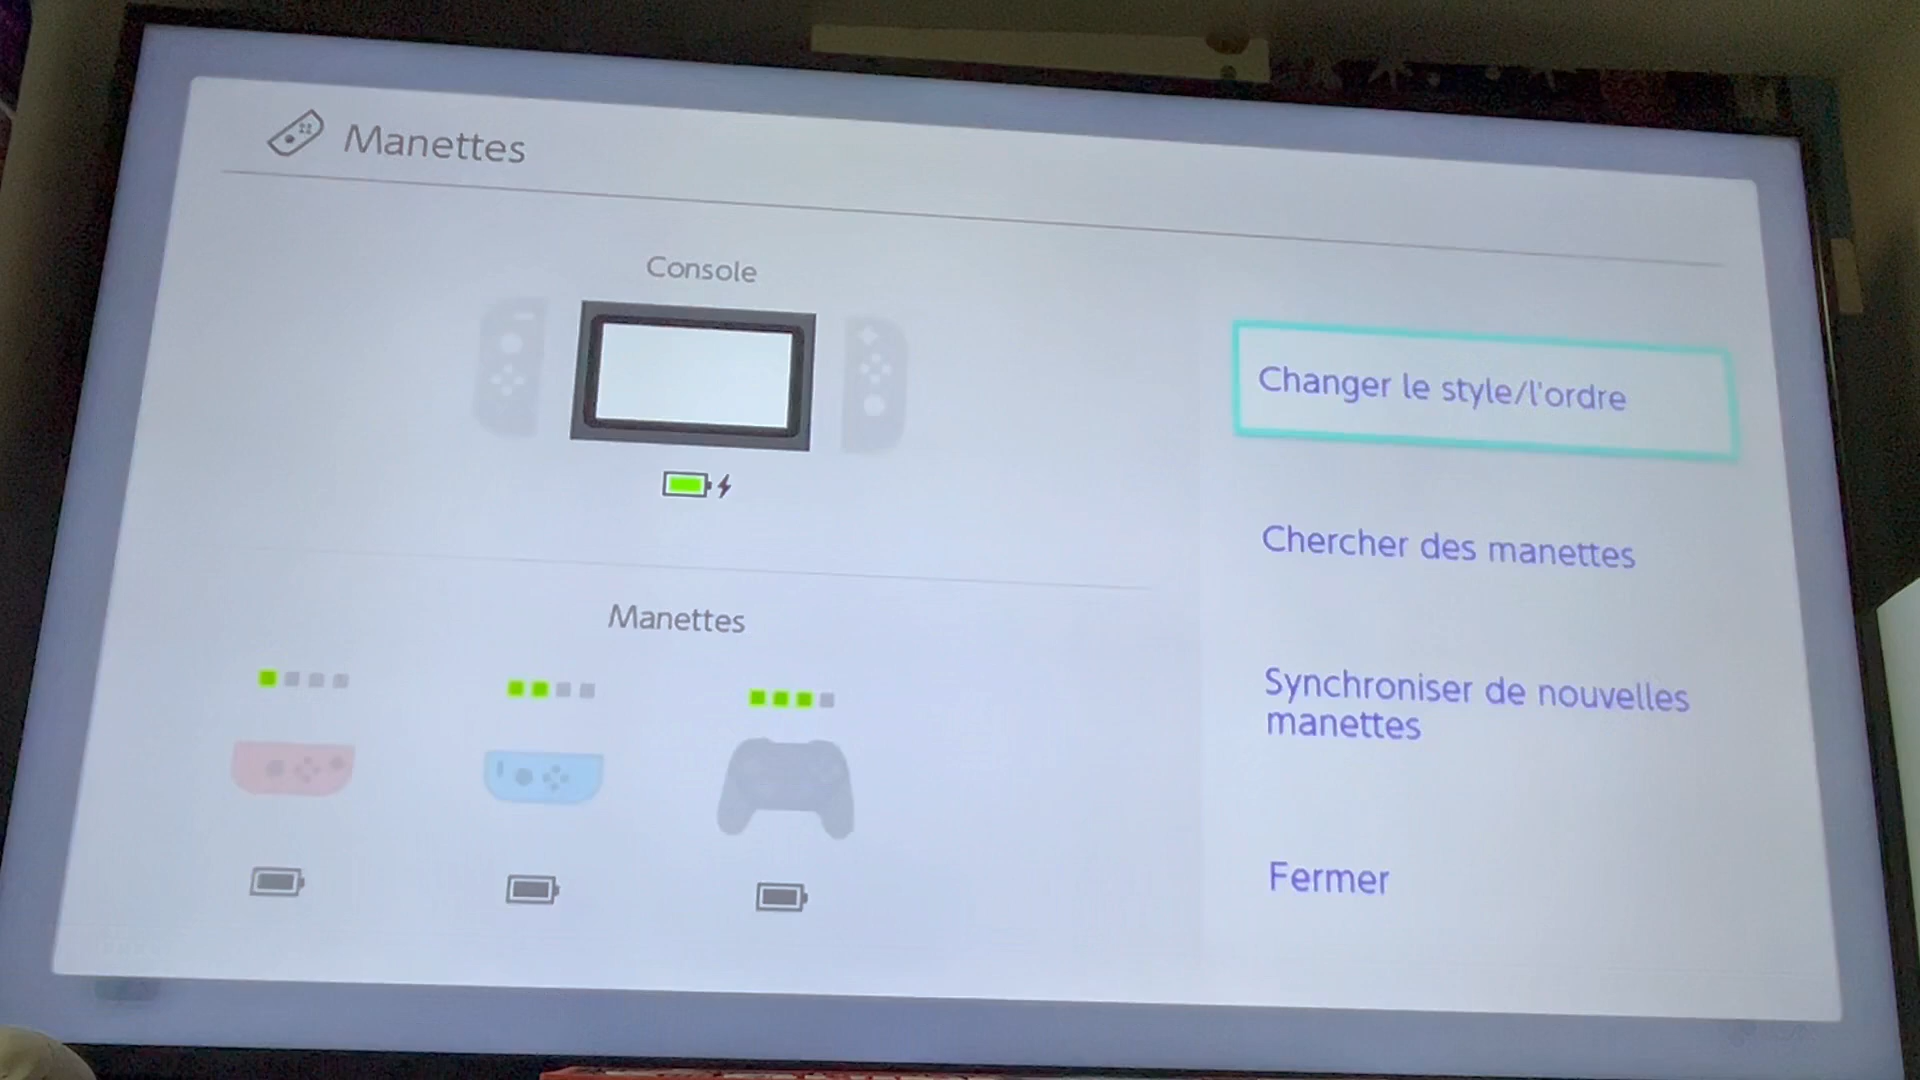 Manettes
Console
Changer le style/l'ordre
Chercher des manettes
Manettes
Synchroniser de nouvelles
manettes
Fermer